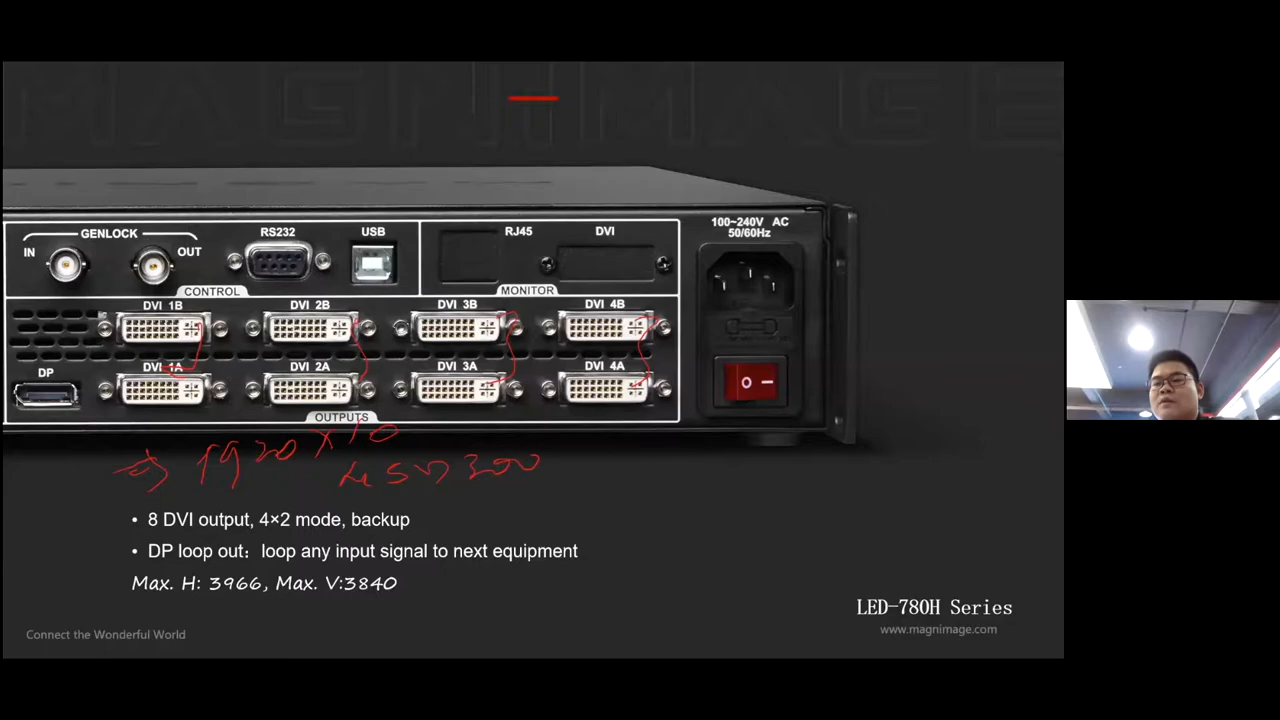 MAGNIMAGE
100~240V AC
50/60Hz
GENLOCK
IN
OUT
RS232
USB
RJ45
DVI
CONTROL
MONITOR
DVI 1B
DVI 2B
DVI 3B
DVI 4B
DP
DVI 1A
DVI 2A
DVI 3A
DVI 4A
OUTPUTS
O
1920×10
• 8 DVI output, 4×2 mode, backup
• DP loop out： loop any input signal to next equipment
Max. H: 3966, Max. V:3840
LED-780H Series
Connect the Wonderful World
www.magnimage.com